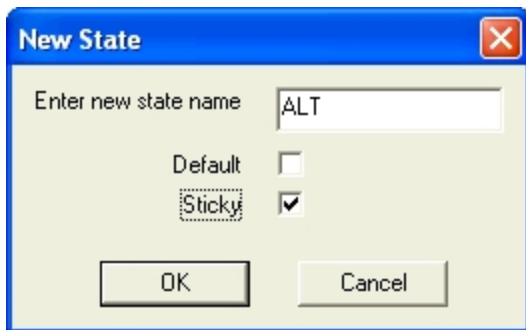 New State
Enter new state name ALT
Default
Sticky
OK Cancel